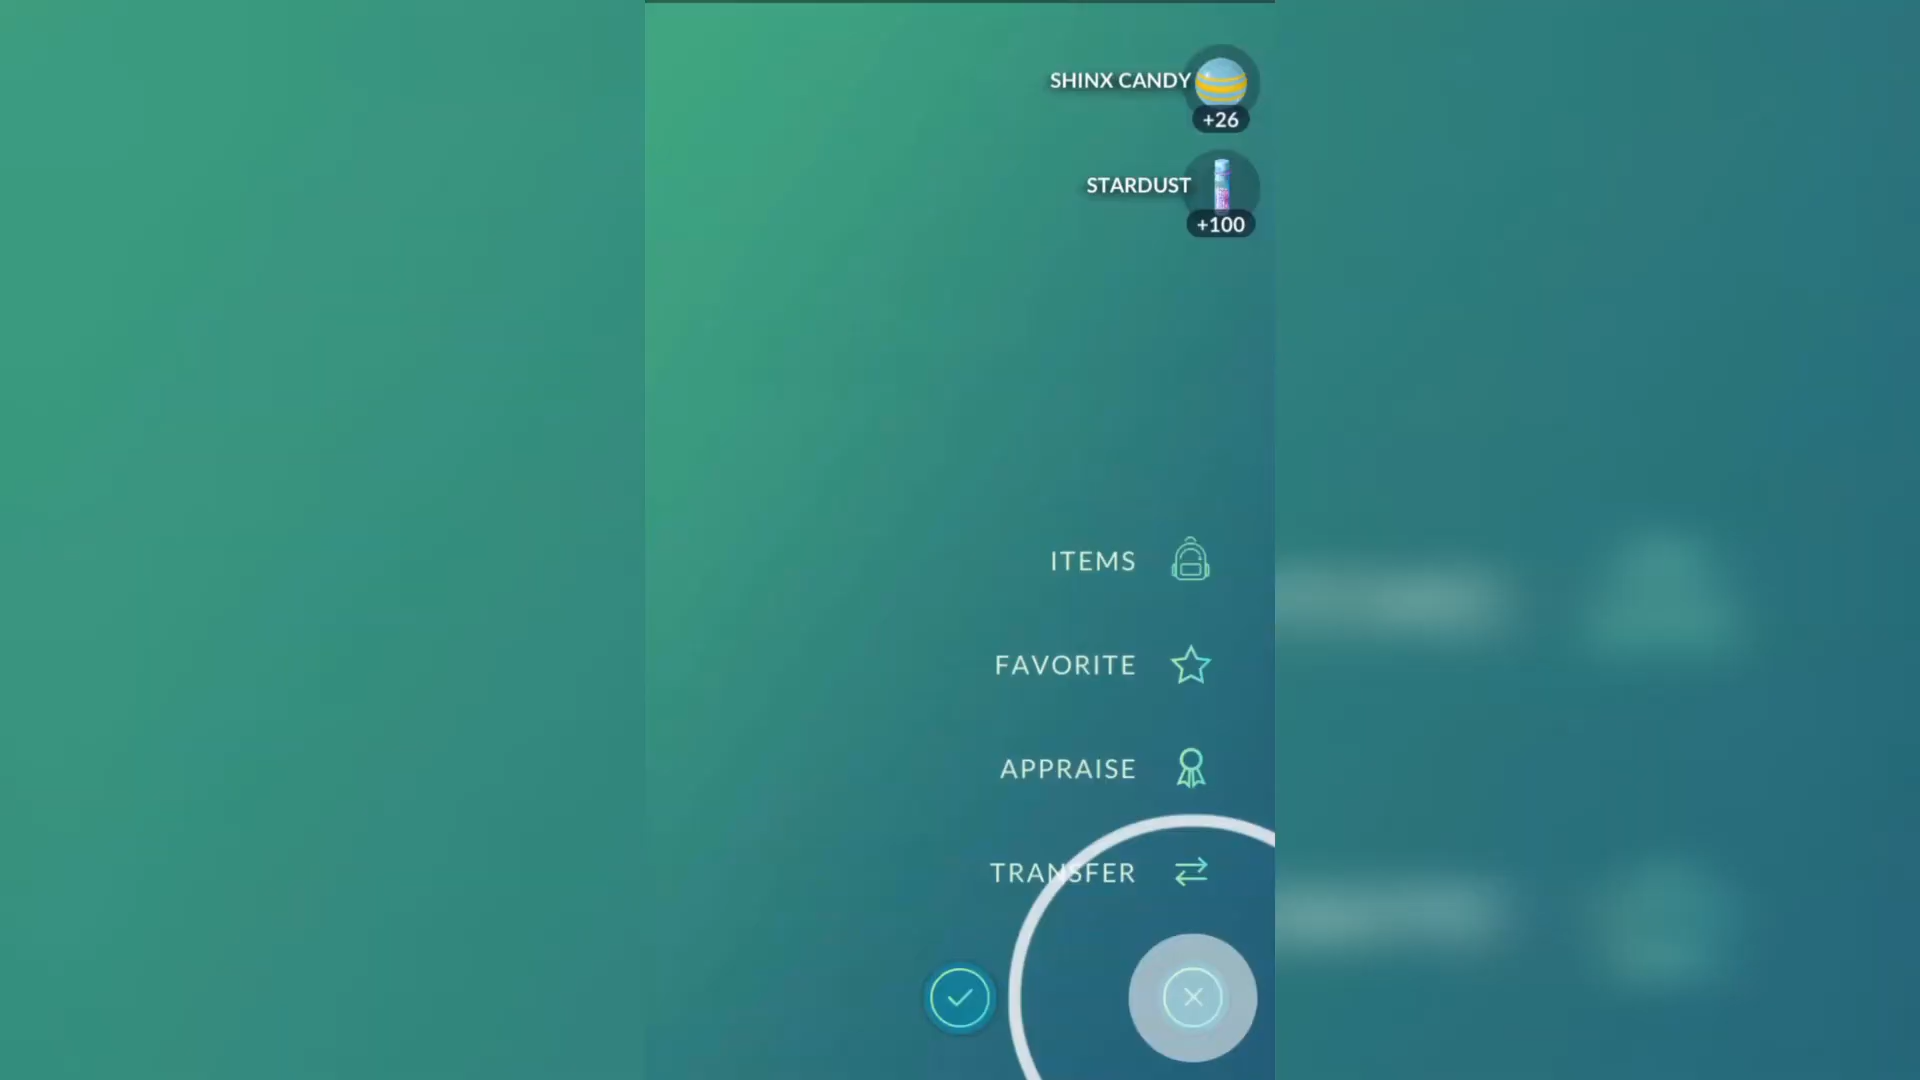 SHINX CANDY
+26
STARDUST
+100
ITEMS
FAVORITE
APPRAISE
TRANSFER